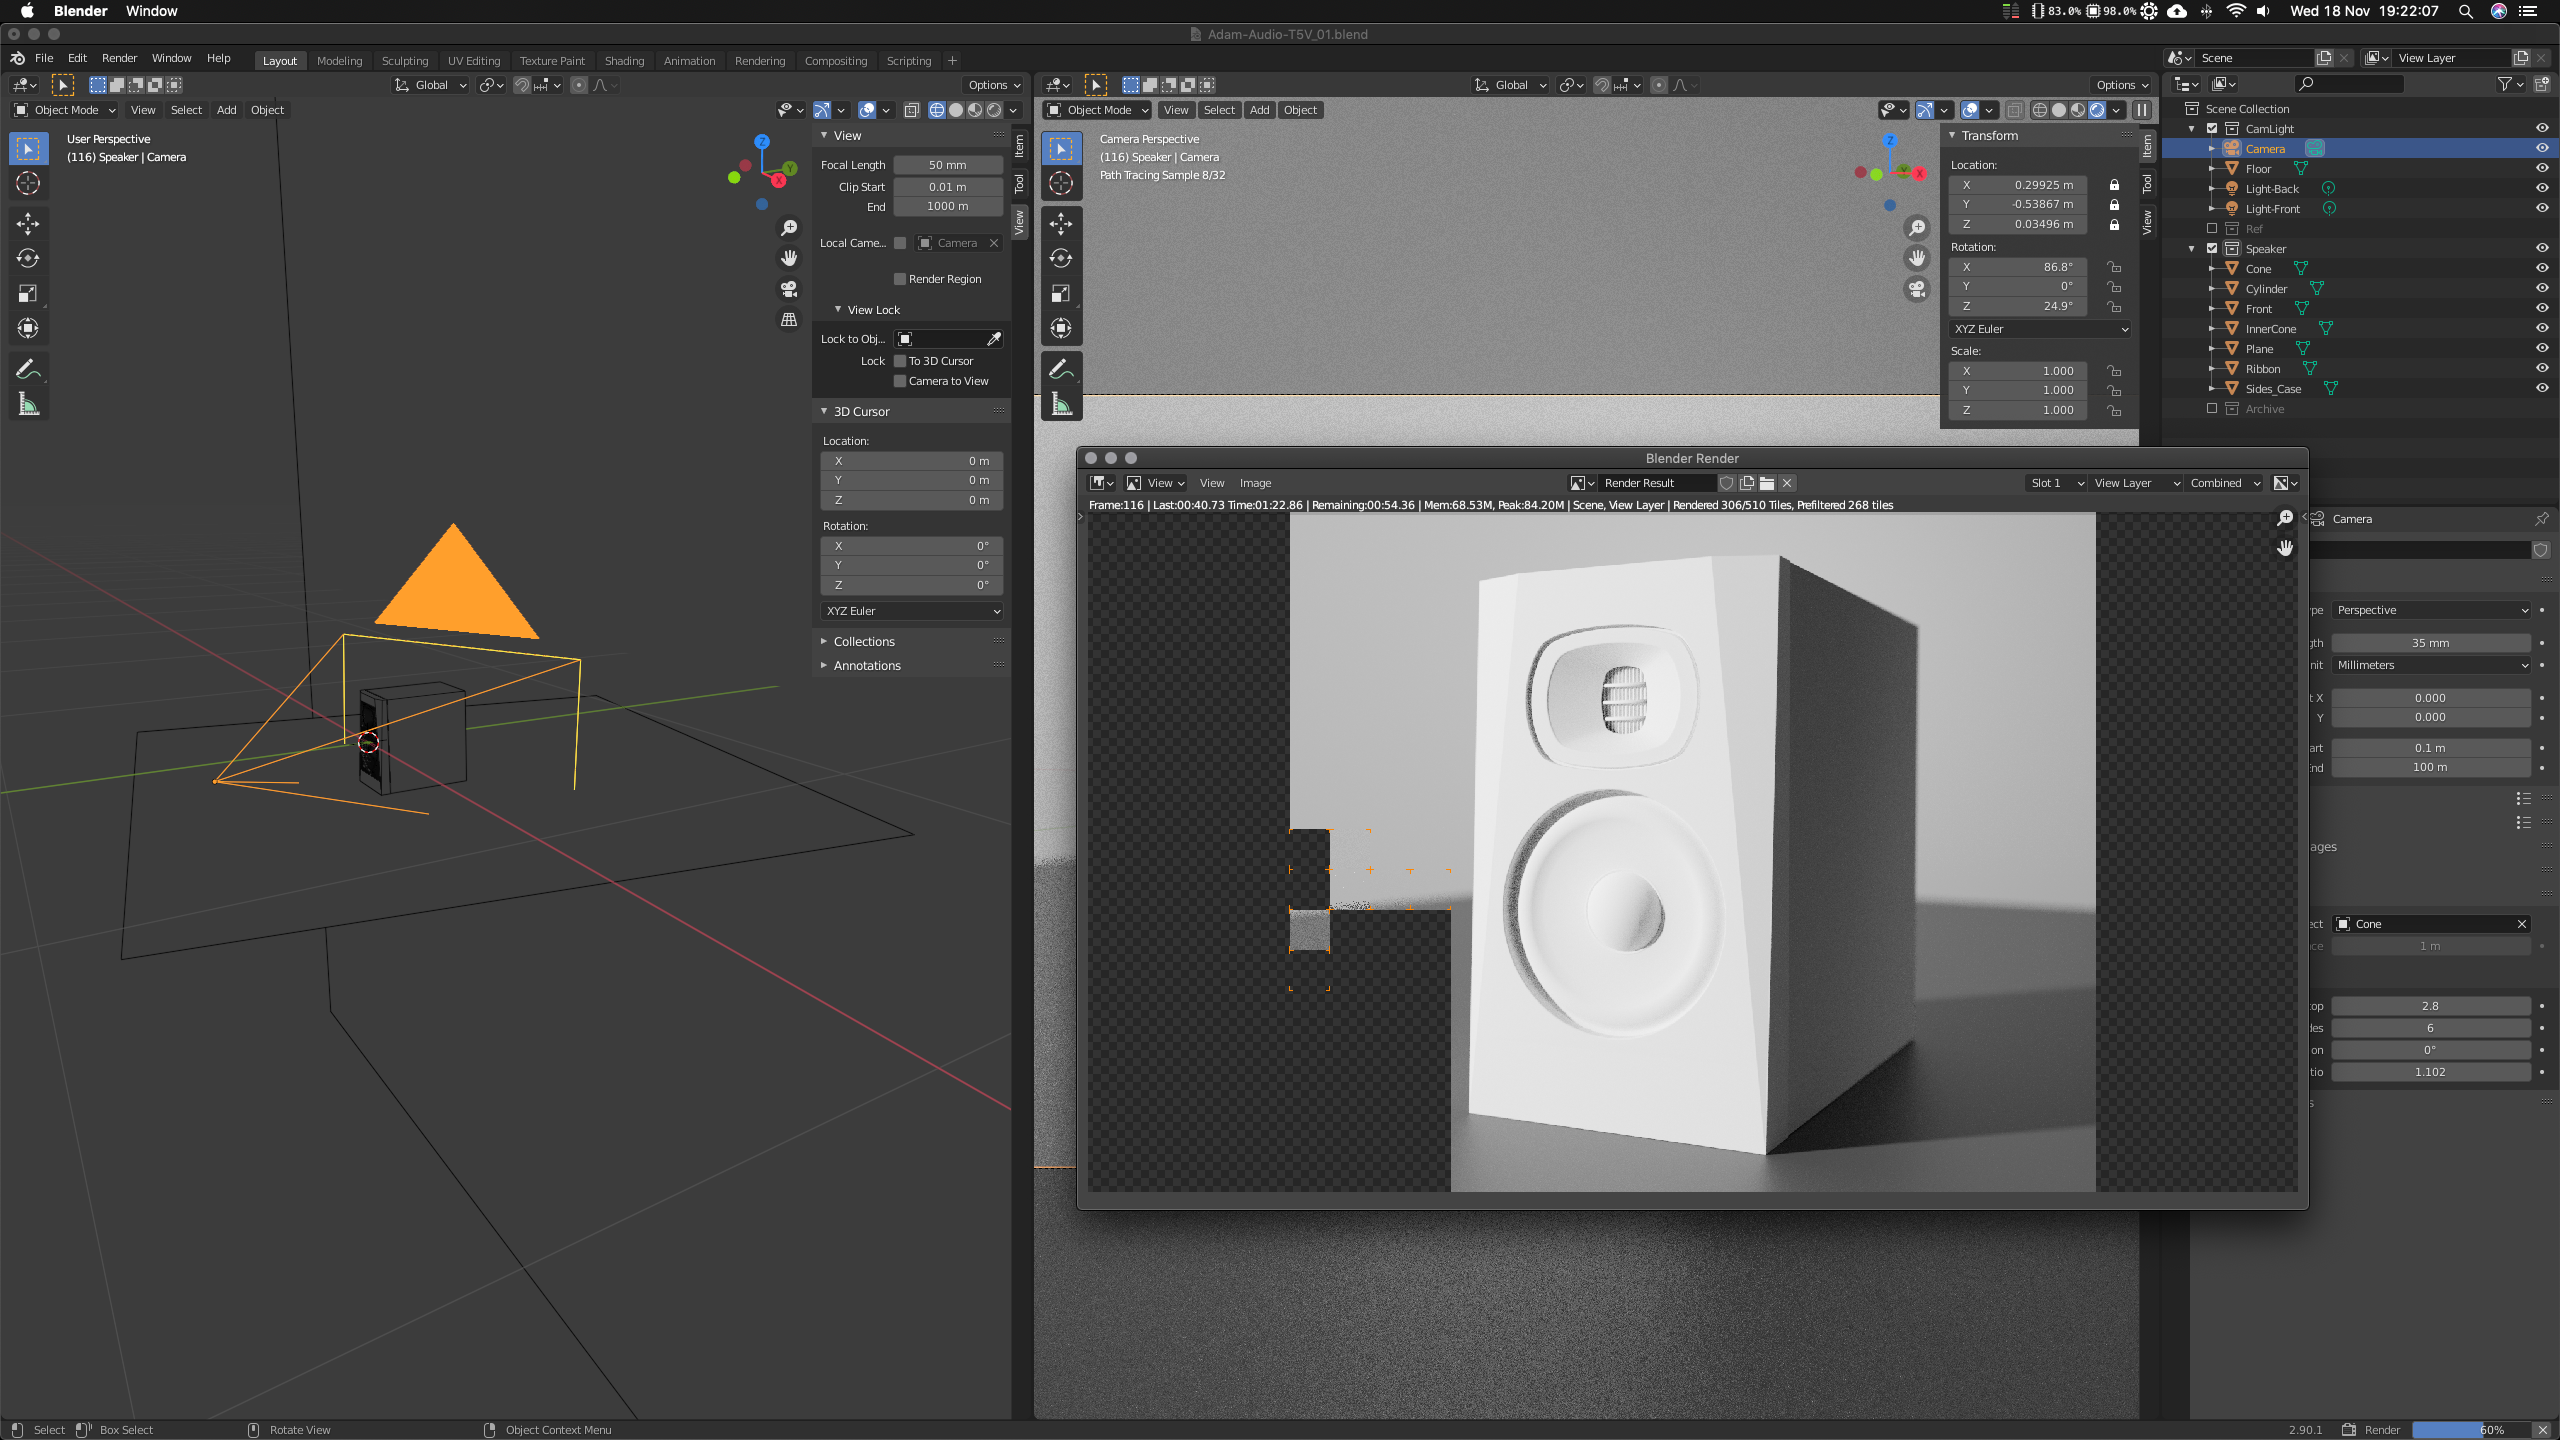 Blender Window 83.0% 98.0% Wed 18 Nov 19:22:07
Adam-Audio-T5V_01.blend
File Edit Render Window Help Layout Modeling Sculpting UV Editing Texture Paint Shading Animation Rendering Compositing Scripting + Scene View Layer
Global Options Global Options
Object Mode View Select Add Object Object Mode View Select Add Object
User Perspective
(116) Speaker | Camera
Z
Y
X
View
Focal Length 50 mm
Clip Start 0.01 m
End 1000 m
Local Came... Camera
Render Region
View Lock
Lock to Obj...
Lock To 3D Cursor
Camera to View
3D Cursor
Location:
X 0 m
Y 0 m
Z 0 m
Rotation:
X 0°
Y 0°
Z 0°
XYZ Euler
Collections
Annotations
Item
Tool
View
Camera Perspective
(116) Speaker | Camera
Path Tracing Sample 8/32
Z
X
Transform
Location:
X 0.29925 m
Y -0.53867 m
Z 0.03496 m
Rotation:
X 86.8°
Y 0°
Z 24.9°
XYZ Euler
Scale:
X 1.000
Y 1.000
Z 1.000
Item
Tool
View
Scene Collection
CamLight
Camera
Floor
Light-Back
Light-Front
Ref
Speaker
Cone
Cylinder
Front
InnerCone
Plane
Ribbon
Sides_Case
Archive
Blender Render
View View Image Render Result Slot 1 View Layer Combined
Frame:116 | Last:00:40.73 Time:01:22.86 | Remaining:00:54.36 | Mem:68.53M, Peak:84.20M | Scene, View Layer | Rendered 306/510 Tiles, Prefiltered 268 tiles
Camera
ype Perspective
gth 35 mm
nit Millimeters
t X 0.000
Y 0.000
tart 0.1 m
End 100 m
ages
ect Cone
ce 1 m
top 2.8
des 6
on 0°
tio 1.102
s
Select Box Select Rotate View Object Context Menu 2.90.1 Render 60%